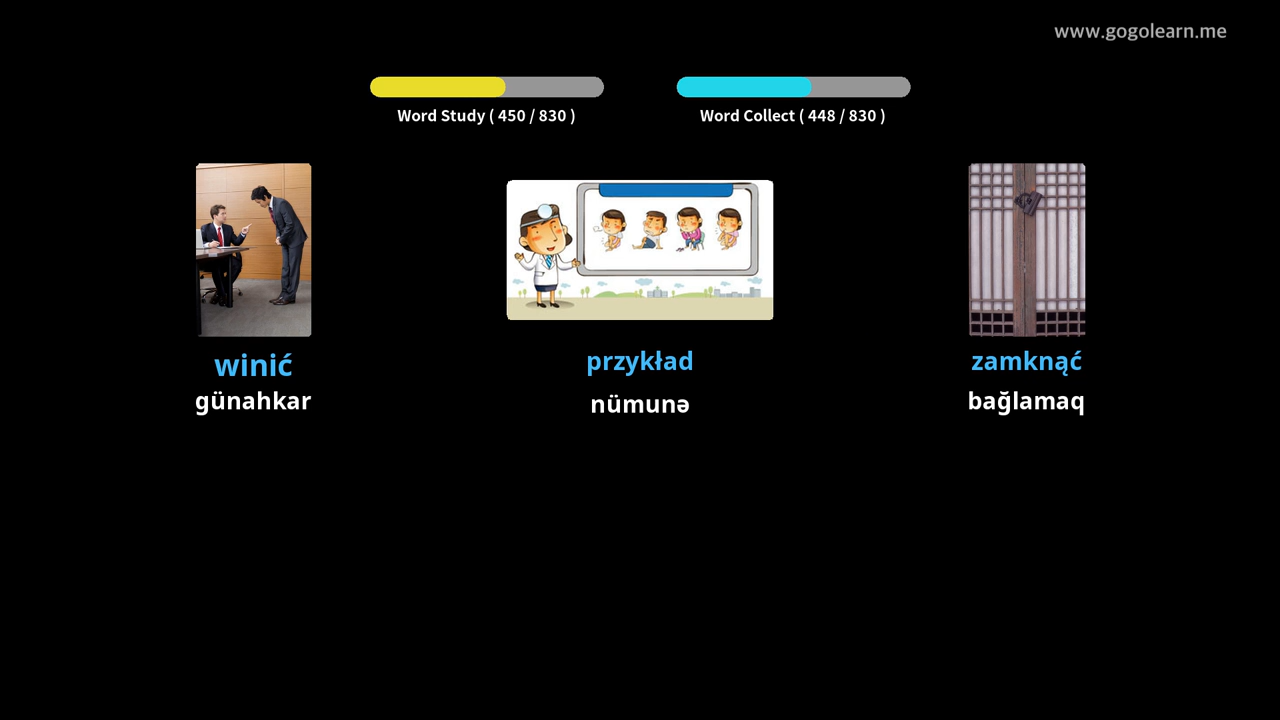 www.gogolearn.me
Word Study ( 450 / 830 )
Word Collect ( 448 / 830 )
winić
günahkar
przykład
nümunə
zamknąć
bağlamaq